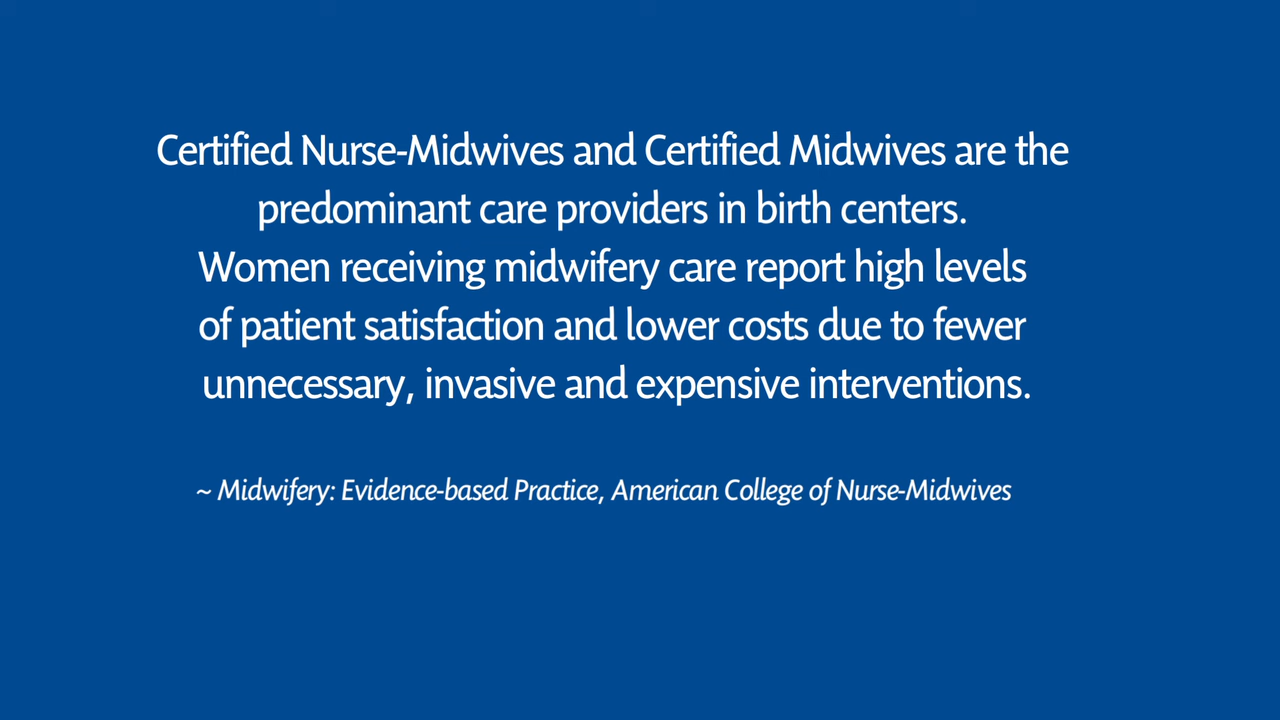 Certified Nurse-Midwives and Certified Midwives are the
predominant care providers in birth centers.
Women receiving midwifery care report high levels
of patient satisfaction and lower costs due to fewer
unnecessary, invasive and expensive interventions.
~ Midwifery: Evidence-based Practice, American College of Nurse-Midwives